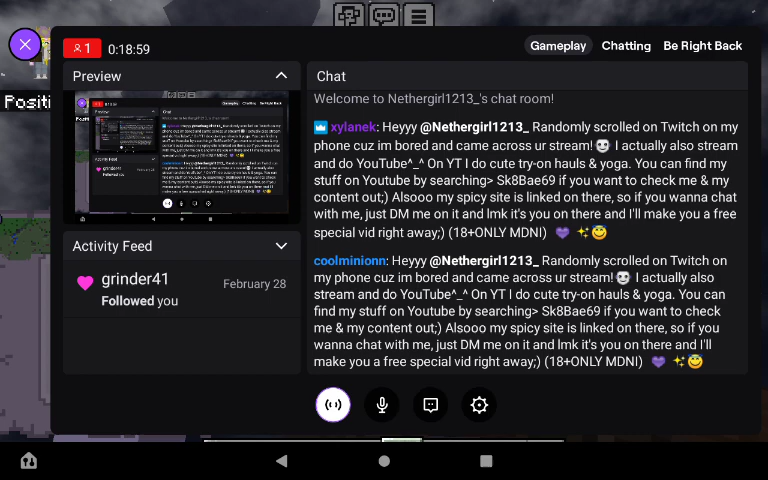 1
0:18:59
Gameplay
Chatting
Be Right Back
Positi
Preview
Chat
Welcome to Nethergirl1213_'s chat room!
xylanek: Heyyy @Nethergirl1213_ Randomly scrolled on Twitch on my
phone cuz im bored and came across ur stream!💀 I actually also stream
and do YouTube^_^ On YT I do cute try-on hauls & yoga. You can find my
stuff on Youtube by searching> Sk8Bae69 if you want to check me & my
content out;) Alsooo my spicy site is linked on there, so if you wanna chat
with me, just DM me on it and lmk it's you on there and I'll make you a free
special vid right away;) (18+ONLY MDNI) 💜 ✨😇
coolminionn: Heyyy @Nethergirl1213_ Randomly scrolled on Twitch on
my phone cuz im bored and came across ur stream!💀 I actually also
stream and do YouTube^_^ On YT I do cute try-on hauls & yoga. You can
find my stuff on Youtube by searching> Sk8Bae69 if you want to check
me & my content out;) Alsooo my spicy site is linked on there, so if you
wanna chat with me, just DM me on it and lmk it's you on there and I'll
make you a free special vid right away;) (18+ONLY MDNI) 💜 ✨😇
Activity Feed
grinder41
February 28
Followed you